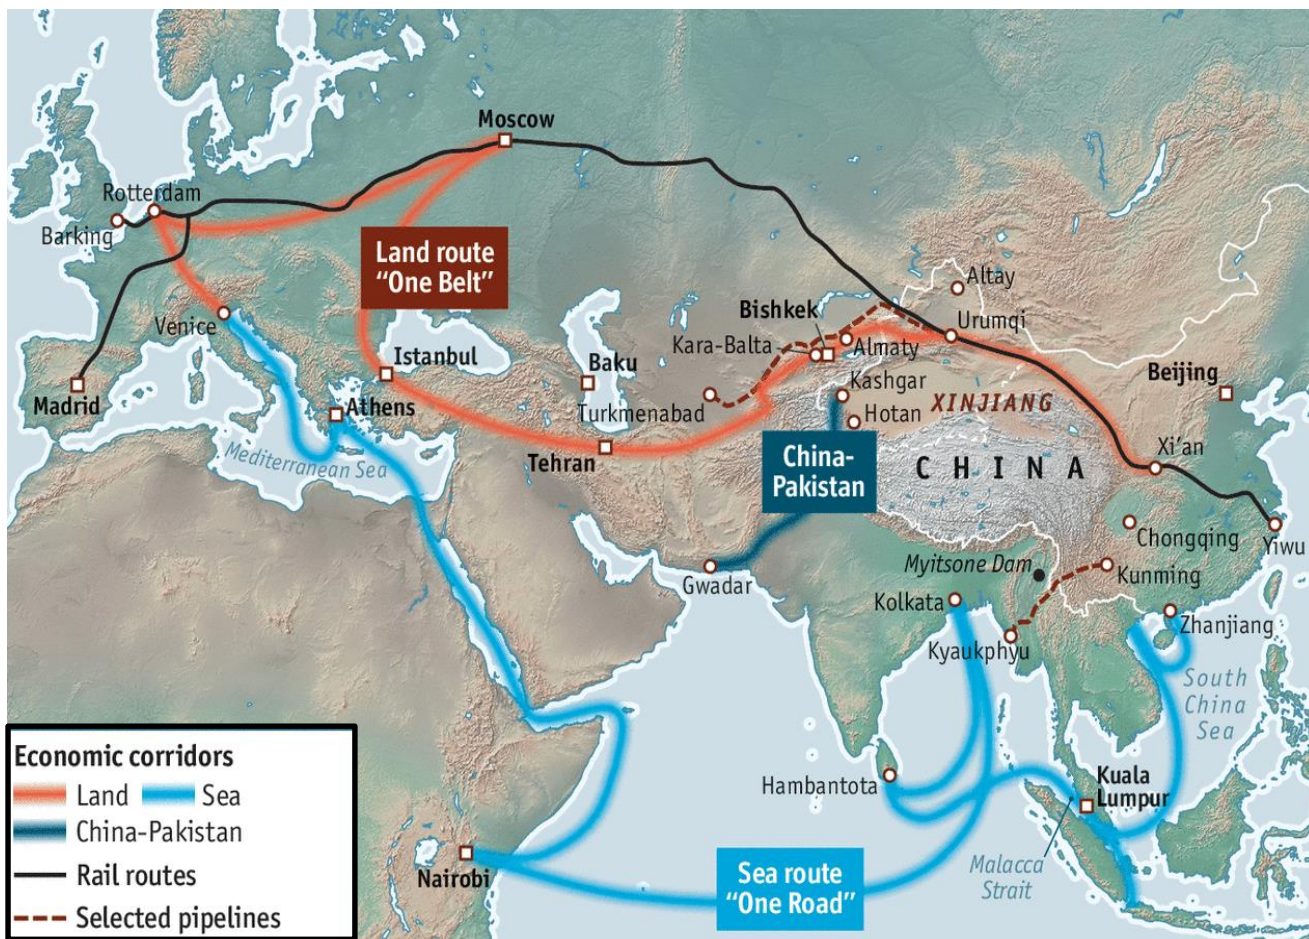 Moscow
Rotterdam
Barking
Land route
“One Belt”
Altay
Bishkek
Urumqi
Venice
Kara-Balta
Almaty
Istanbul
Baku
Kashgar
Beijing
Madrid
Athens
Turkmenabad
Hotan
XINJIANG
Mediterranean Sea
Tehran
China-
Pakistan
CHINA
Xi’an
Chongqing
Yiwu
Gwadar
Myitsone Dam
Kunming
Kolkata
Zhanjiang
Kyaukphyu
South
China
Sea
Hambantota
Kuala
Lumpur
Malacca
Strait
Nairobi
Sea route
“One Road”
Economic corridors
Land
Sea
China-Pakistan
Rail routes
Selected pipelines